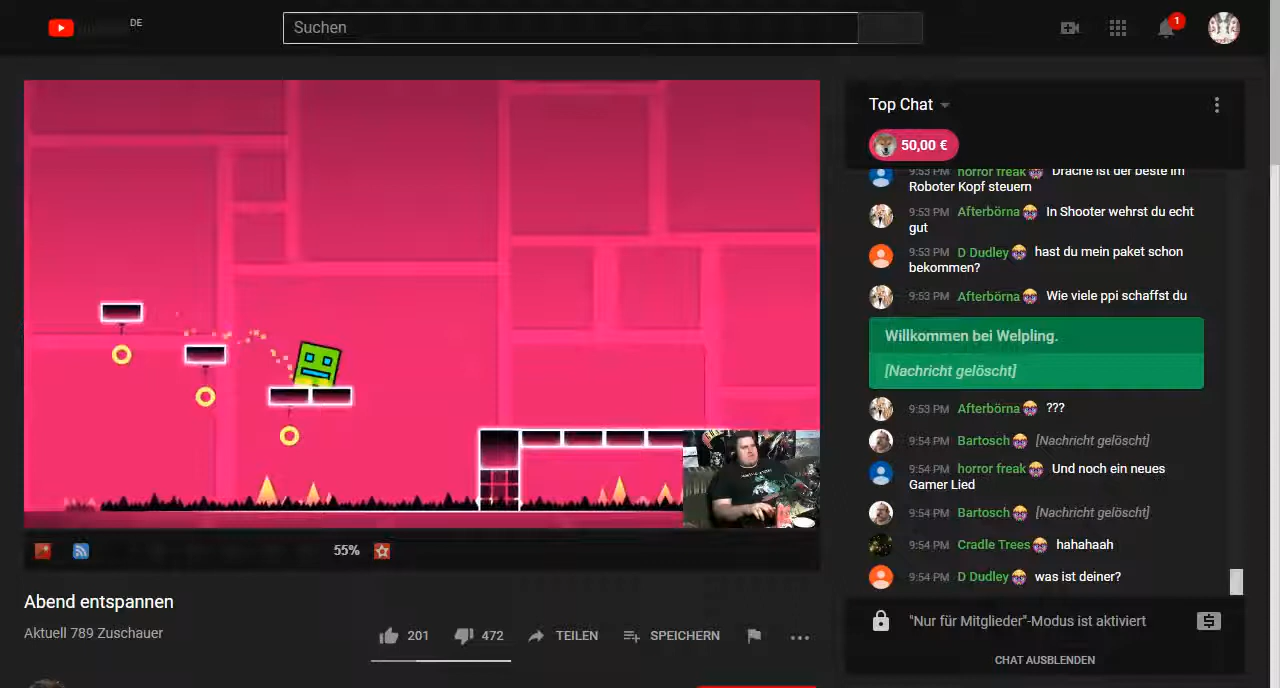 DE
Suchen
1
Top Chat
50,00 €
9:53 PM horror freak Drache ist der beste im
Roboter Kopf steuern
9:53 PM Afterbörna In Shooter wehrst du echt
gut
9:53 PM D Dudley hast du mein paket schon
bekommen?
9:53 PM Afterbörna Wie viele ppi schaffst du
Willkommen bei Welpling.
[Nachricht gelöscht]
9:53 PM Afterbörna ???
9:54 PM Bartosch [Nachricht gelöscht]
9:54 PM horror freak Und noch ein neues
Gamer Lied
9:54 PM Bartosch [Nachricht gelöscht]
9:54 PM Cradle Trees hahahaah
9:54 PM D Dudley was ist deiner?
"Nur für Mitglieder"-Modus ist aktiviert
CHAT AUSBLENDEN
55%
Abend entspannen
Aktuell 789 Zuschauer
201 472 TEILEN SPEICHERN